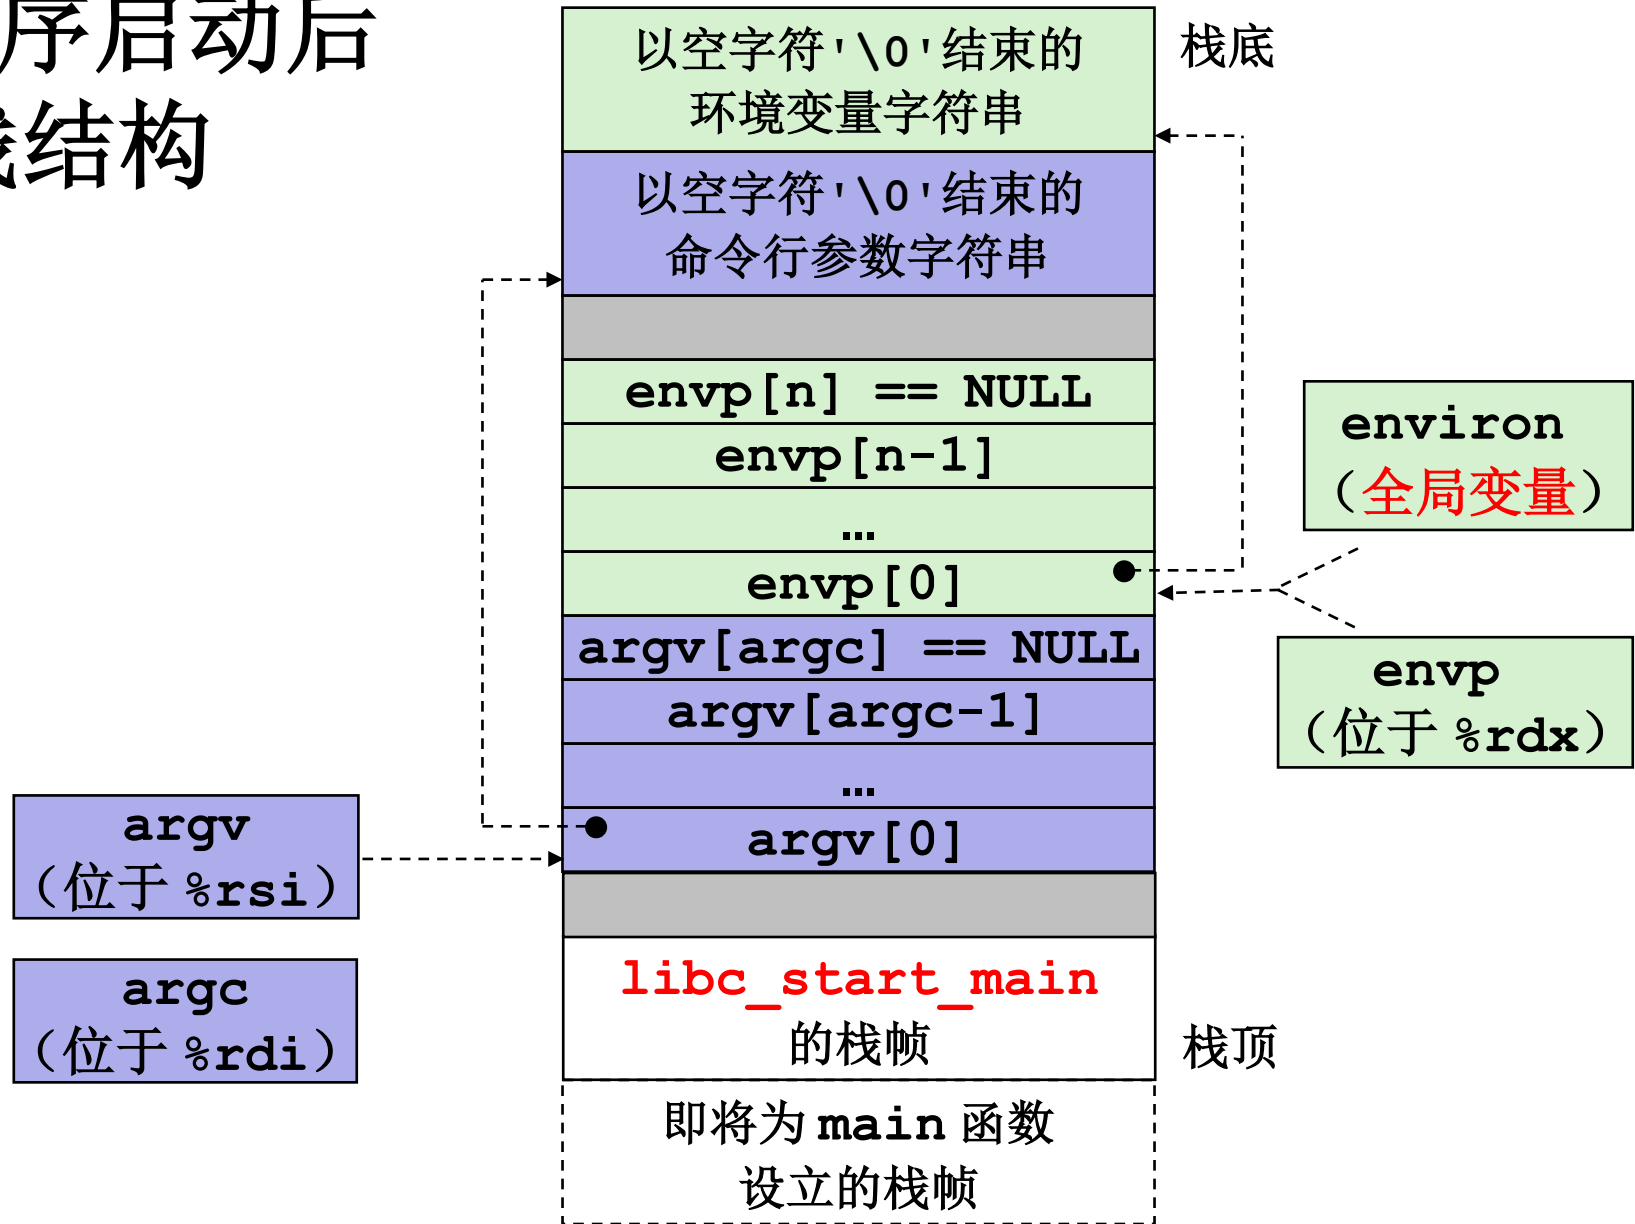 序启动后
栈结构
以空字符'\0'结束的
环境变量字符串
栈底
以空字符'\0'结束的
命令行参数字符串
envp[n] == NULL
envp[n-1]
…
envp[0]
argv[argc] == NULL
argv[argc-1]
…
argv[0]
environ
（全局变量）
envp
（位于 %rdx）
argv
（位于 %rsi）
argc
（位于 %rdi）
libc_start_main
的栈帧
栈顶
即将为 main 函数
设立的栈帧